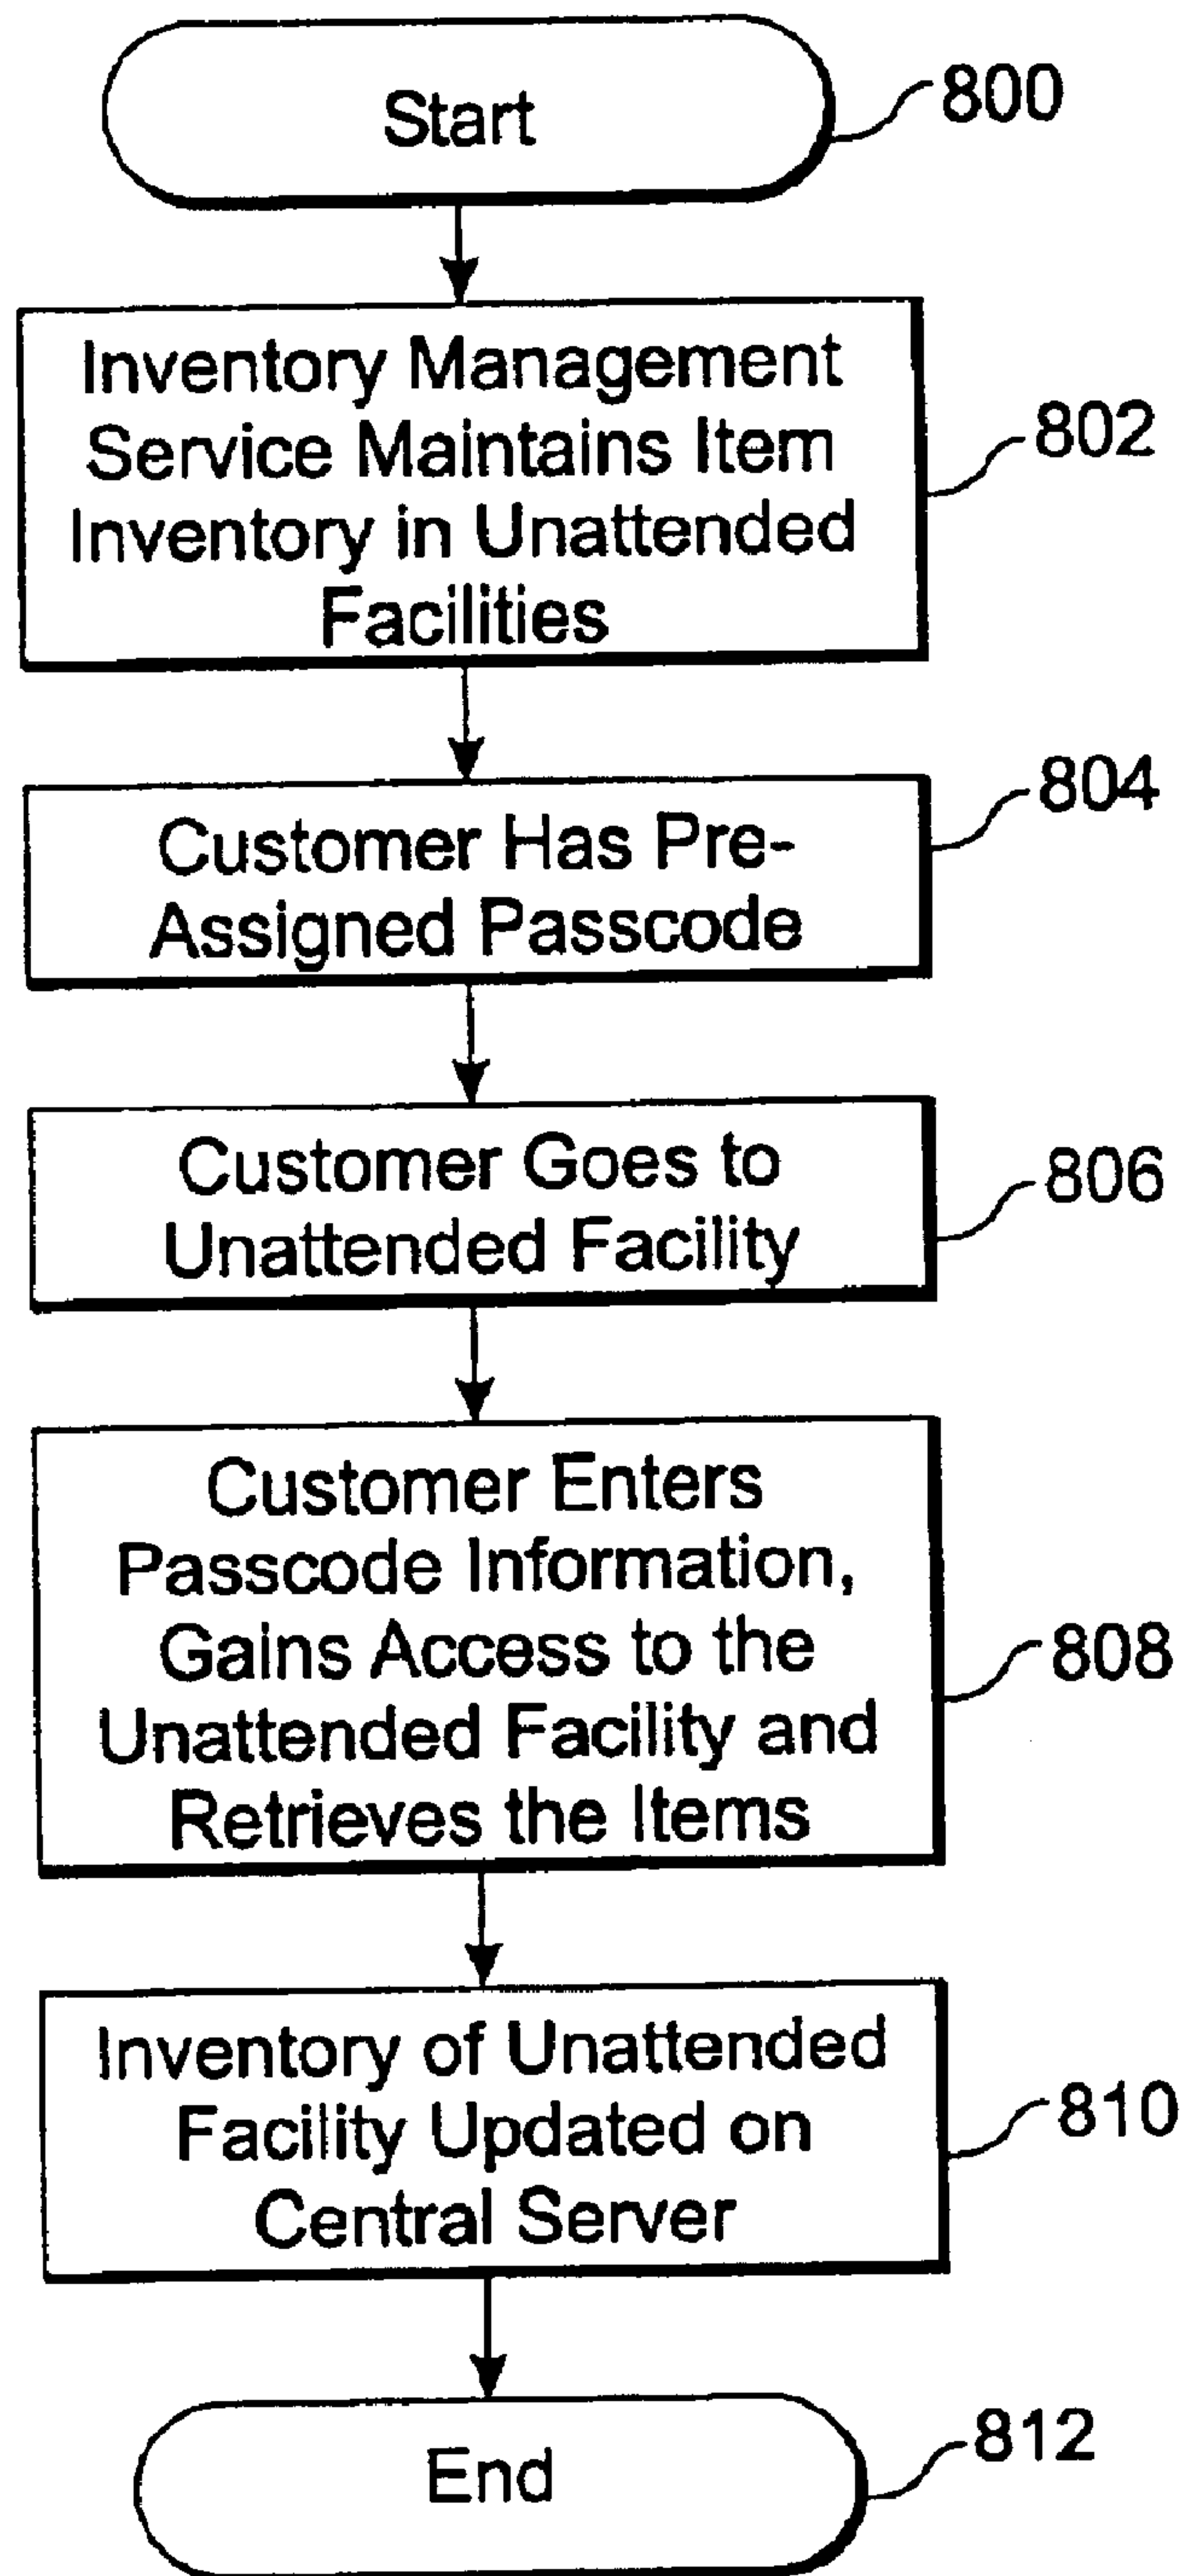 Start
800
Inventory Management
Service Maintains Item
Inventory in Unattended
Facilities
802
Customer Has Pre-
Assigned Passcode
804
Customer Goes to
Unattended Facility
806
Customer Enters
Passcode Information,
Gains Access to the
Unattended Facility and
Retrieves the Items
808
Inventory of Unattended
Facility Updated on
Central Server
810
End
812